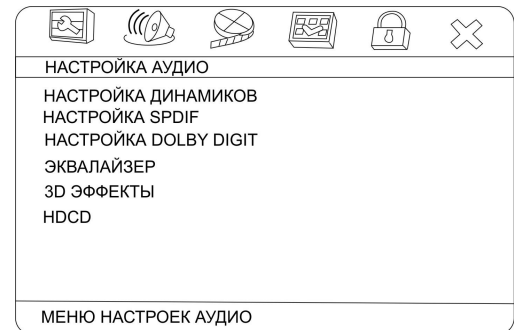 НАСТРОЙКА АУДИО
НАСТРОЙКА ДИНАМИКОВ
НАСТРОЙКА SPDIF
НАСТРОЙКА DOLBY DIGIT
ЭКВАЛАЙЗЕР
3D ЭФФЕКТЫ
HDCD
МЕНЮ НАСТРОЕК АУДИО